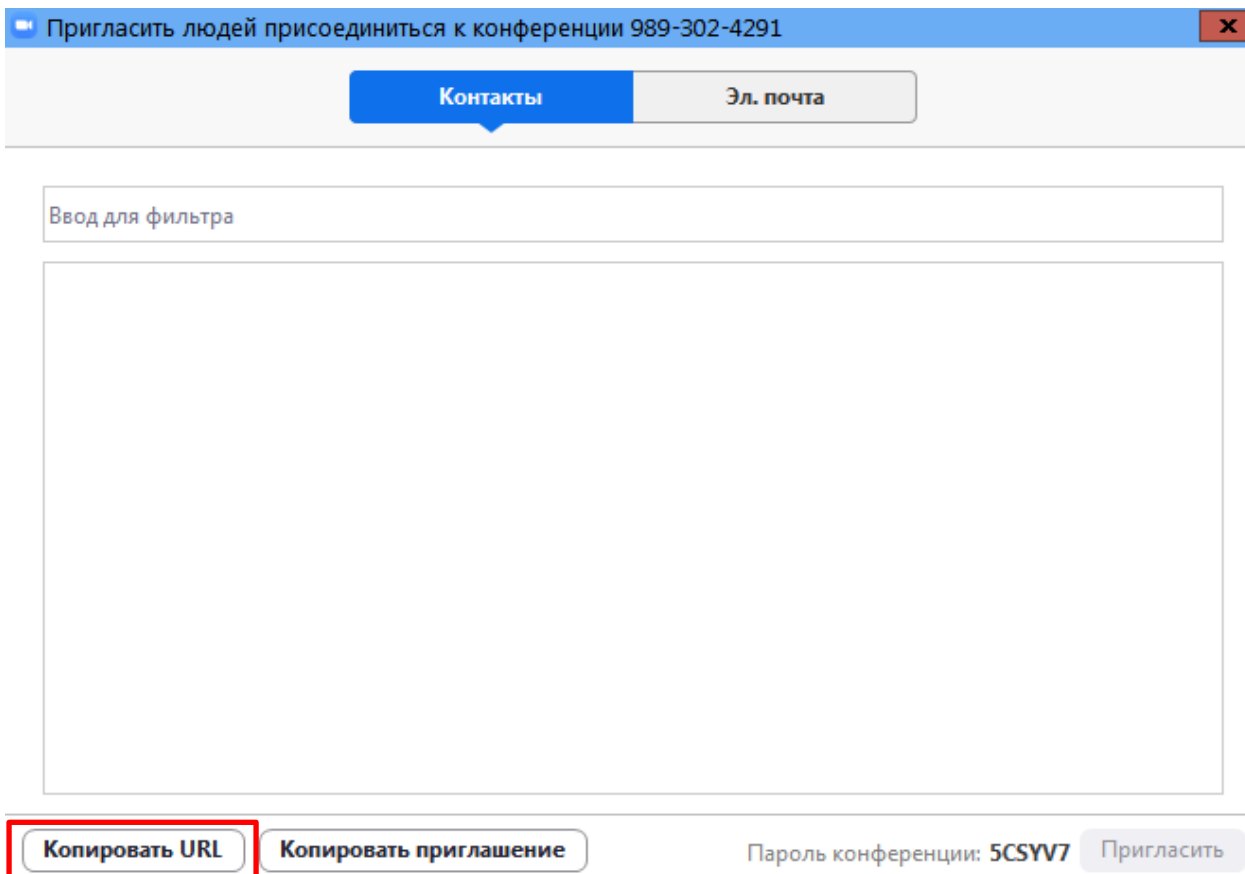 Пригласить людей присоединиться к конференции 989-302-4291
Контакты Эл. почта
Ввод для фильтра
Копировать URL Копировать приглашение Пароль конференции: 5CSYV7 Пригласить